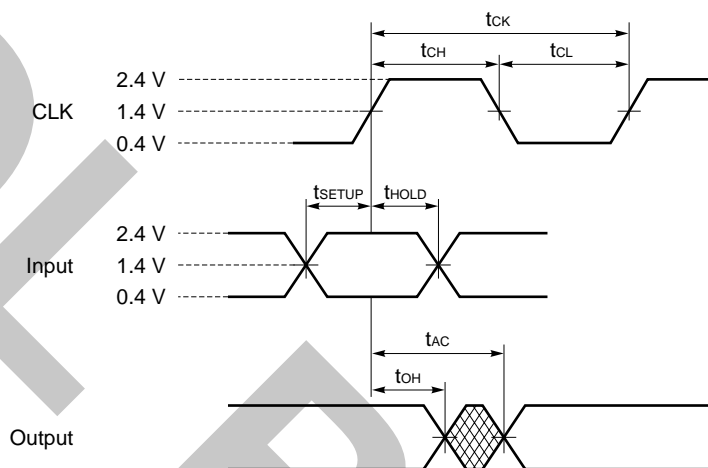 tCK
tCH tCL
2.4 V
CLK 1.4 V
0.4 V
tSETUP tHOLD
2.4 V
Input 1.4 V
0.4 V
tAC
tOH
Output